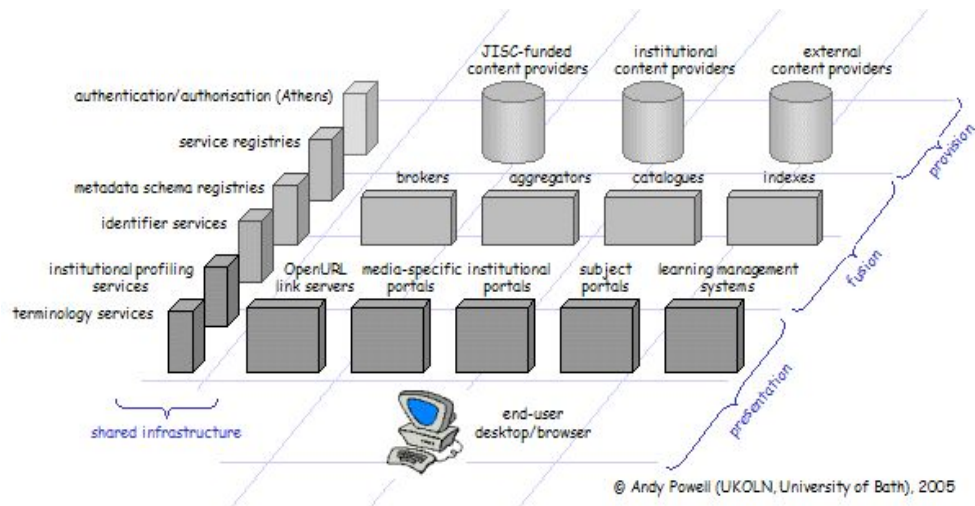 JISC-funded
content providers
institutional
content providers
external
content providers
authentication/authorisation (Athens)
service registries
provision
metadata schema registries
brokers
aggregators
catalogues
indexes
identifier services
fusion
institutional profiling
services
OpenURL
link servers
media-specific
portals
institutional
portals
subject
portals
learning management
systems
terminology services
presentation
shared infrastructure
end-user
desktop/browser
© Andy Powell (UKOLN, University of Bath), 2005